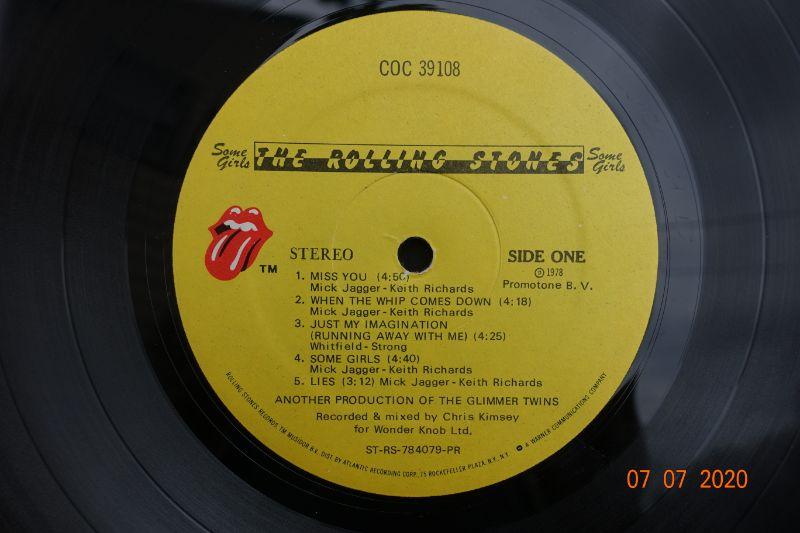 COC 39108
Some Girls
THE ROLLING STONES
Some Girls
TM
STEREO
SIDE ONE
℗ 1978
Promotone B. V.
1. MISS YOU (4:50)
Mick Jagger - Keith Richards
2. WHEN THE WHIP COMES DOWN (4:18)
Mick Jagger - Keith Richards
3. JUST MY IMAGINATION
(RUNNING AWAY WITH ME) (4:25)
Whitfield - Strong
4. SOME GIRLS (4:40)
Mick Jagger - Keith Richards
5. LIES (3:12) Mick Jagger - Keith Richards
ANOTHER PRODUCTION OF THE GLIMMER TWINS
Recorded & mixed by Chris Kimsey
for Wonder Knob Ltd.
ST-RS-784079-PR
ROLLING STONES RECORDS, TM MUSIDOR B.V. DIST BY ATLANTIC RECORDING CORP., 75 ROCKEFELLER PLAZA, N.Y., N.Y. A WARNER COMMUNICATIONS COMPANY
07 07 2020